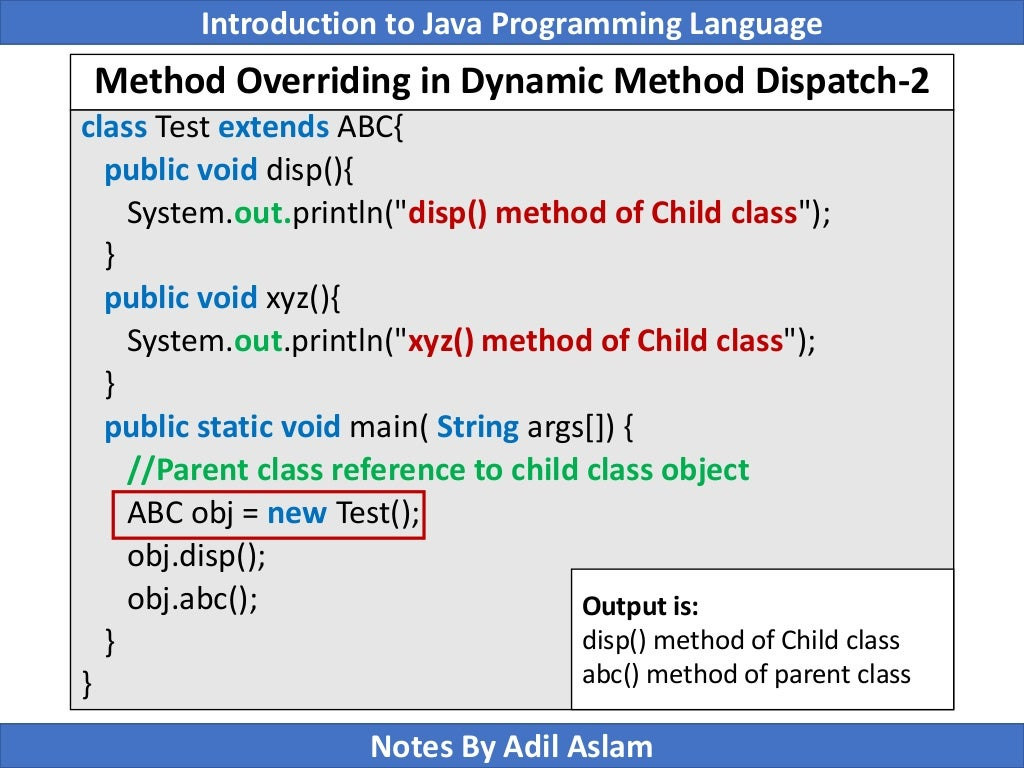 Introduction to Java Programming Language
Method Overriding in Dynamic Method Dispatch-2
class Test extends ABC{
public void disp(){
System.out.println("disp() method of Child class");
}
public void xyz(){
System.out.println("xyz() method of Child class");
}
public static void main( String args[]) {
//Parent class reference to child class object
ABC obj = new Test();
obj.disp();
obj.abc();
}
}
Output is:
disp() method of Child class
abc() method of parent class
Notes By Adil Aslam